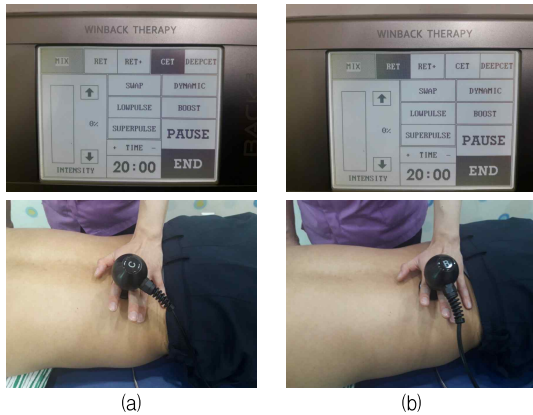 WINBACK THERAPY
MIX RET RET+ CET DEEPCET
SWAP DYNAMIC
LOWPULSE BOOST
0%
SUPERPULSE PAUSE
+ TIME -
INTENSITY 20:00 END
BACK
WINBACK THERAPY
MIX RET RET+ CET DEEPCET
SWAP DYNAMIC
LOWPULSE BOOST
0%
SUPERPULSE PAUSE
+ TIME -
INTENSITY 20:00 END
C
R
(a) (b)